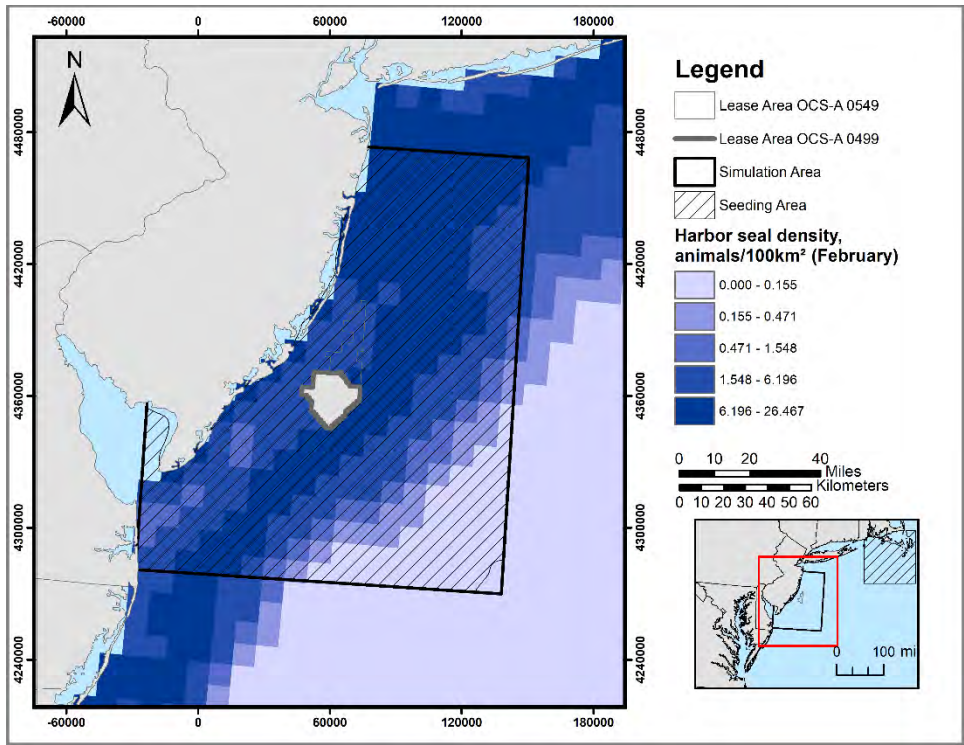 -60000 0 60000 120000 180000
N
4480000
4420000
4360000
4300000
4240000
4480000
4420000
4360000
4300000
4240000
-60000 0 60000 120000 180000
Legend
Lease Area OCS-A 0549
Lease Area OCS-A 0499
Simulation Area
Seeding Area
Harbor seal density,
animals/100km² (February)
0.000 - 0.155
0.155 - 0.471
0.471 - 1.548
1.548 - 6.196
6.196 - 26.467
0 10 20 40
Miles
Kilometers
0 10 20 30 40 50 60
0 100 mi